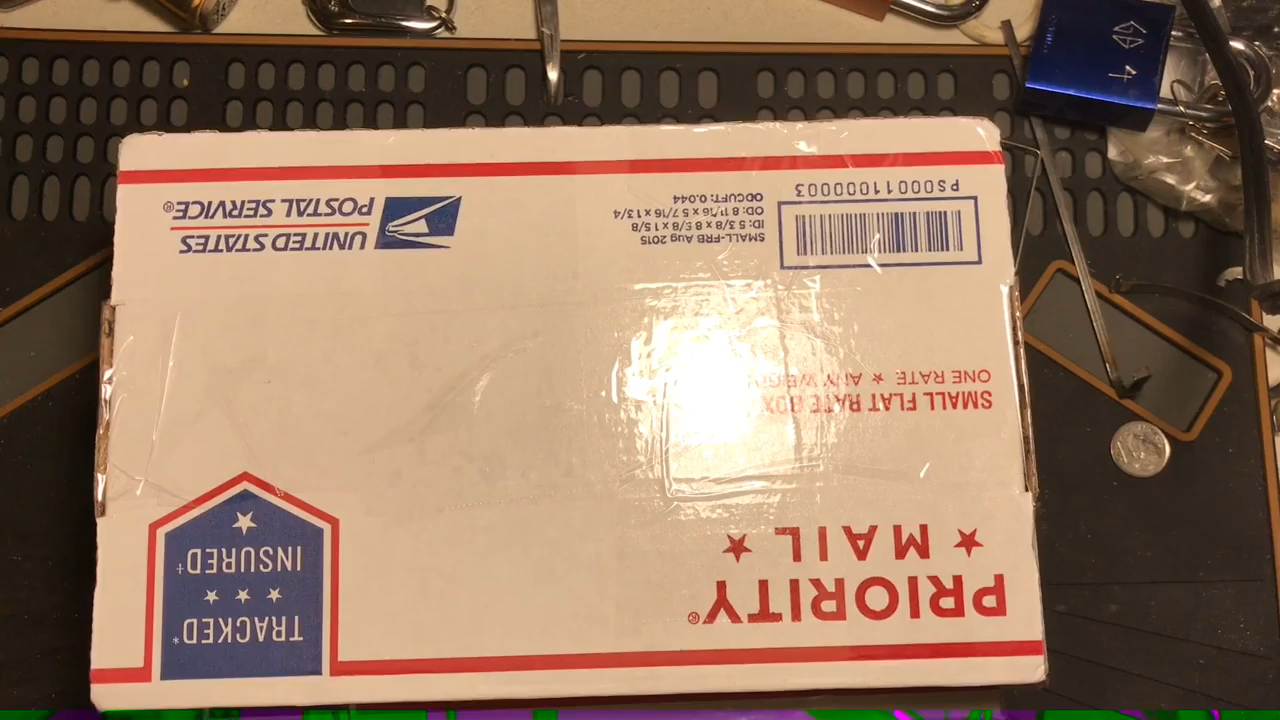 PRIORITY®
★ MAIL ★
TRACKED*
★ ★ ★
INSURED†
★
SMALL FLAT RATE BOX
ONE RATE ★ ANY WEIGHT
UNITED STATES
POSTAL SERVICE®
SMALL-FRB Aug 2015
ID: 5 3/8 x 8 5/8 x 1 5/8
OD: 8 11/16 x 5 7/16 x 1 3/4
ODCUFT: 0.044
PS00011000003